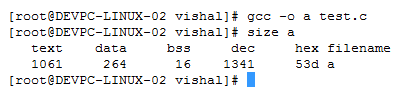 [root@DEVPC-LINUX-02 vishal]# gcc -o a test.c
[root@DEVPC-LINUX-02 vishal]# size a
   text    data     bss     dec     hex filename
   1061     264      16    1341     53d a
[root@DEVPC-LINUX-02 vishal]#